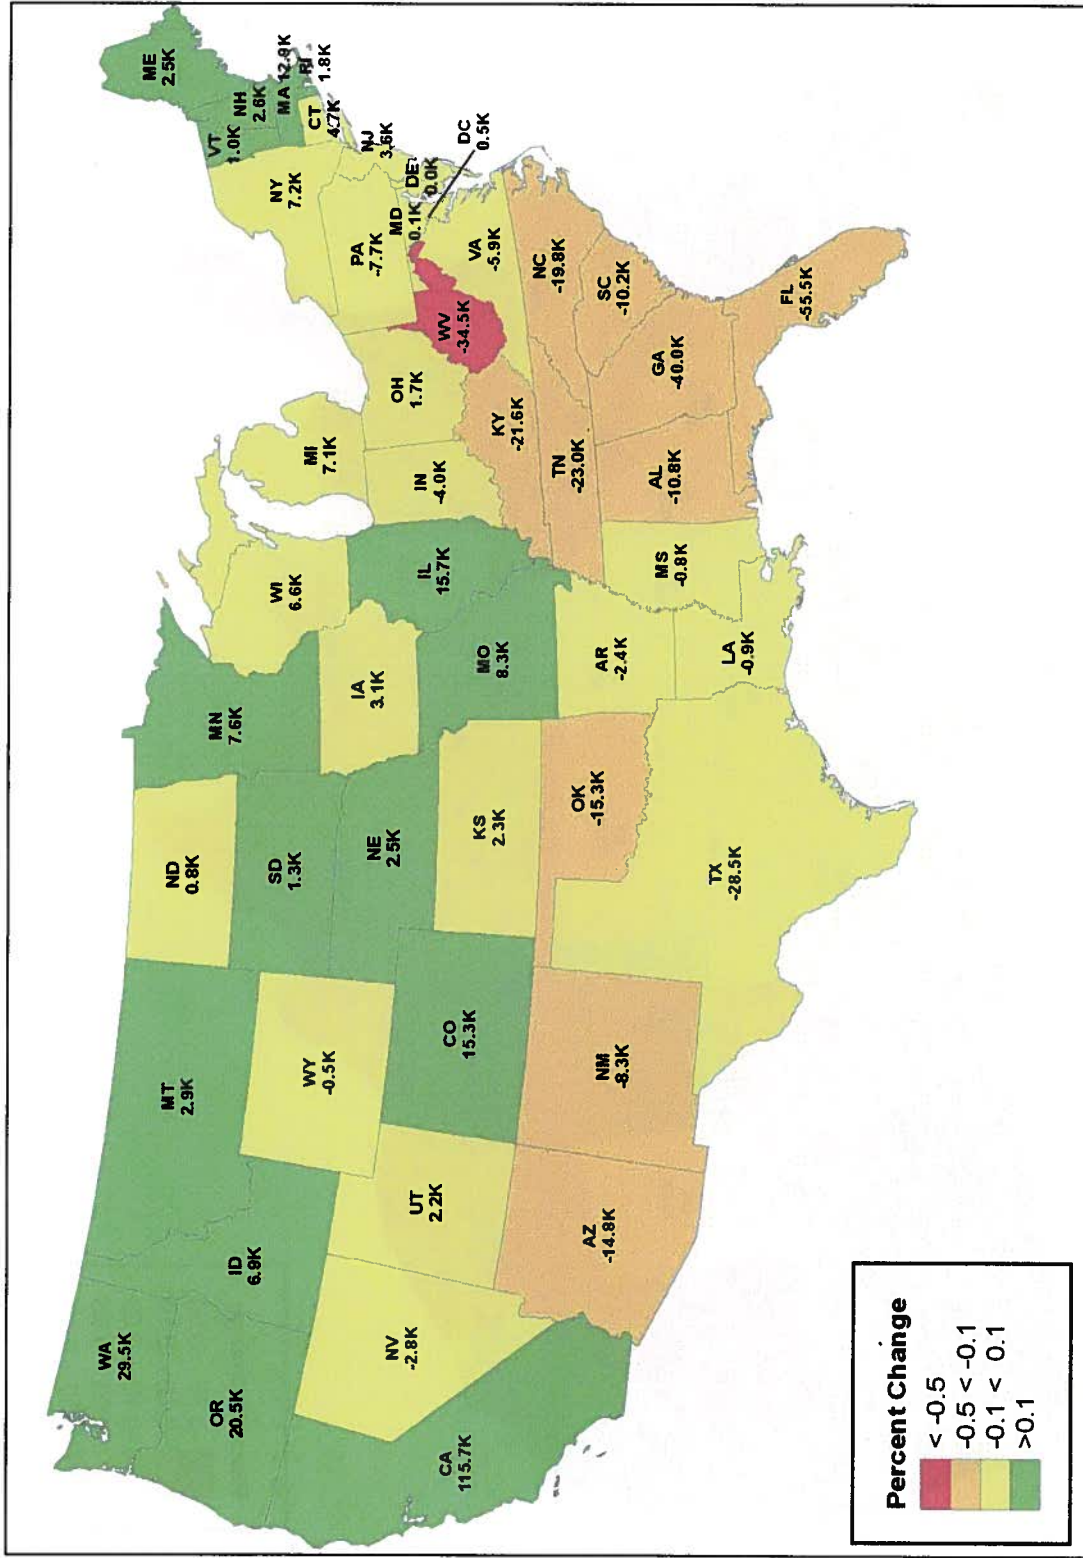 WA
29.5K
OR
20.5K
CA
115.7K
ID
6.9K
NV
-2.8K
MT
2.9K
WY
-0.5K
UT
2.2K
AZ
-14.8K
CO
15.3K
NM
-8.3K
ND
0.8K
SD
1.3K
NE
2.5K
KS
2.3K
OK
-15.3K
TX
-28.5K
MN
7.6K
IA
3.1K
MO
8.3K
AR
-2.4K
LA
-0.9K
WI
6.6K
IL
15.7K
MS
-0.8K
MI
7.1K
IN
-4.0K
KY
-21.6K
TN
-23.0K
AL
-10.8K
OH
1.7K
WV
-34.5K
GA
-40.0K
FL
-55.5K
SC
-10.2K
NC
-19.8K
VA
-5.9K
PA
-7.7K
NY
7.2K
MD
0.1K
DE
0.0K
DC
0.5K
NJ
3.6K
CT
4.7K
RI
1.8K
MA 12.9K
VT
1.0K
NH
2.6K
ME
2.5K
Percent Change
< -0.5
-0.5 < -0.1
-0.1 < 0.1
>0.1